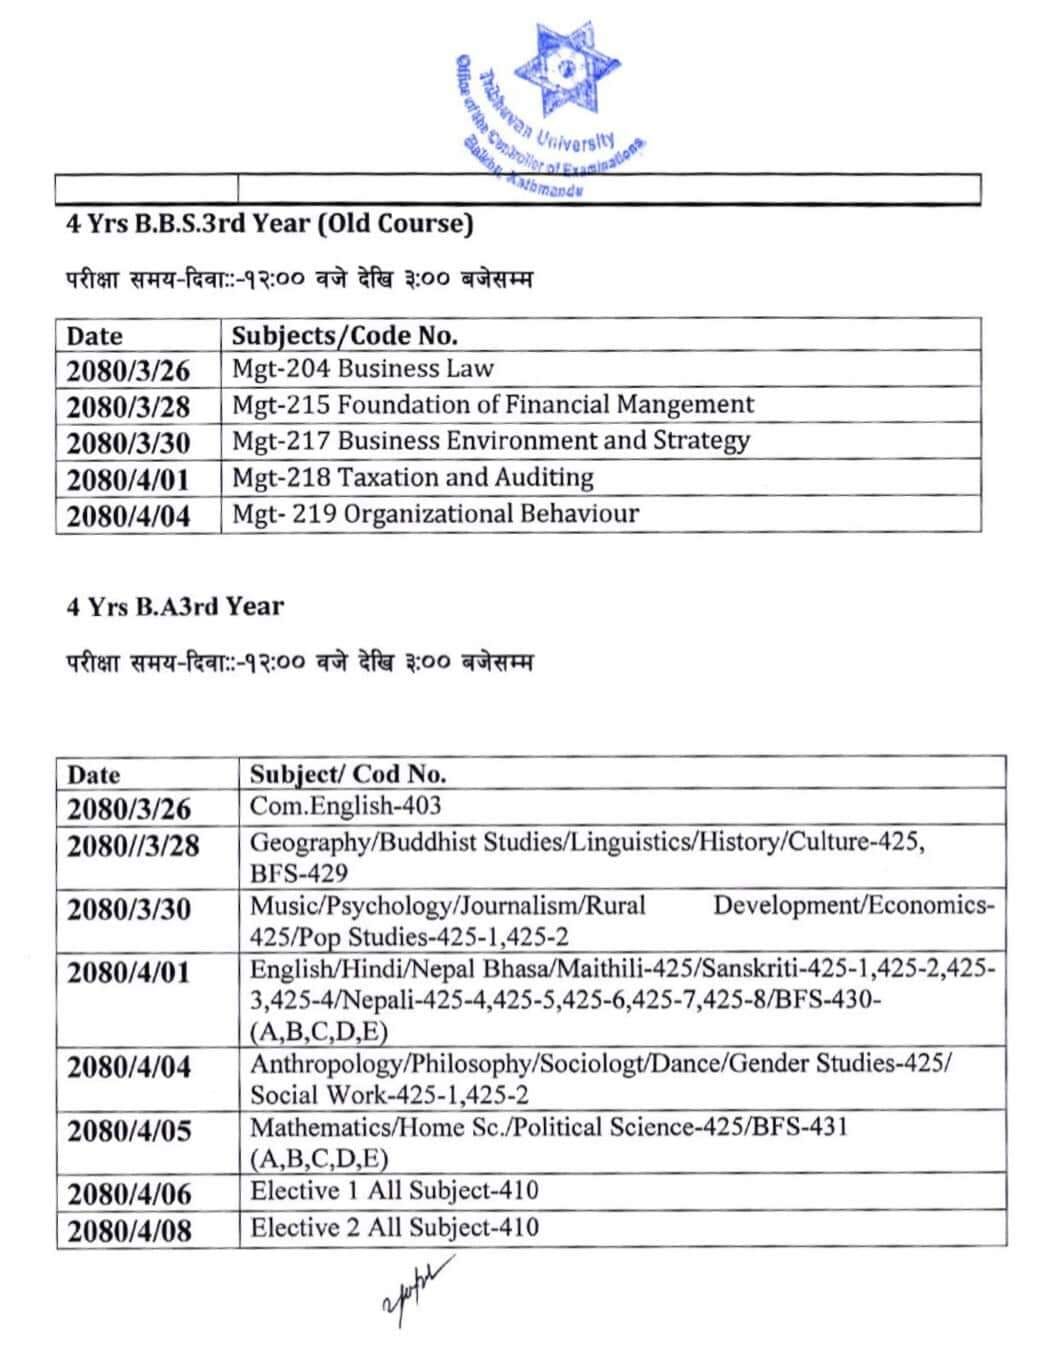 Tribhuvan University
Office of the Controller of Examinations
Balkhu, Kathmandu
4 Yrs B.B.S.3rd Year (Old Course)
परीक्षा समय-दिवाः:-१२:०० वजे देखि ३:०० बजेसम्म
Date Subjects/Code No.
2080/3/26 Mgt-204 Business Law
2080/3/28 Mgt-215 Foundation of Financial Mangement
2080/3/30 Mgt-217 Business Environment and Strategy
2080/4/01 Mgt-218 Taxation and Auditing
2080/4/04 Mgt- 219 Organizational Behaviour
4 Yrs B.A3rd Year
परीक्षा समय-दिवाः:-१२:०० वजे देखि ३:०० बजेसम्म
Date Subject/ Cod No.
2080/3/26 Com.English-403
2080//3/28 Geography/Buddhist Studies/Linguistics/History/Culture-425,
BFS-429
2080/3/30 Music/Psychology/Journalism/Rural Development/Economics-
425/Pop Studies-425-1,425-2
2080/4/01 English/Hindi/Nepal Bhasa/Maithili-425/Sanskriti-425-1,425-2,425-
3,425-4/Nepali-425-4,425-5,425-6,425-7,425-8/BFS-430-
(A,B,C,D,E)
2080/4/04 Anthropology/Philosophy/Sociologt/Dance/Gender Studies-425/
Social Work-425-1,425-2
2080/4/05 Mathematics/Home Sc./Political Science-425/BFS-431
(A,B,C,D,E)
2080/4/06 Elective 1 All Subject-410
2080/4/08 Elective 2 All Subject-410